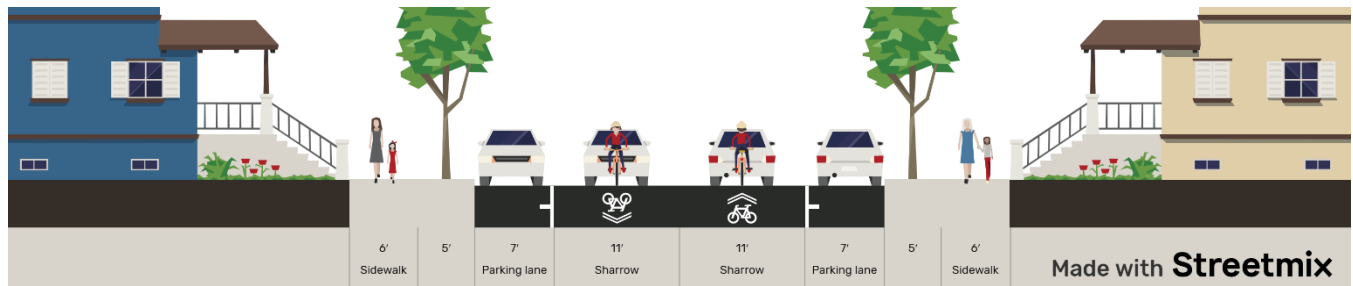 6′
5′
7′
11′
11′
7′
5′
6′
Sidewalk
Parking lane
Sharrow
Sharrow
Parking lane
Sidewalk
Made with Streetmix